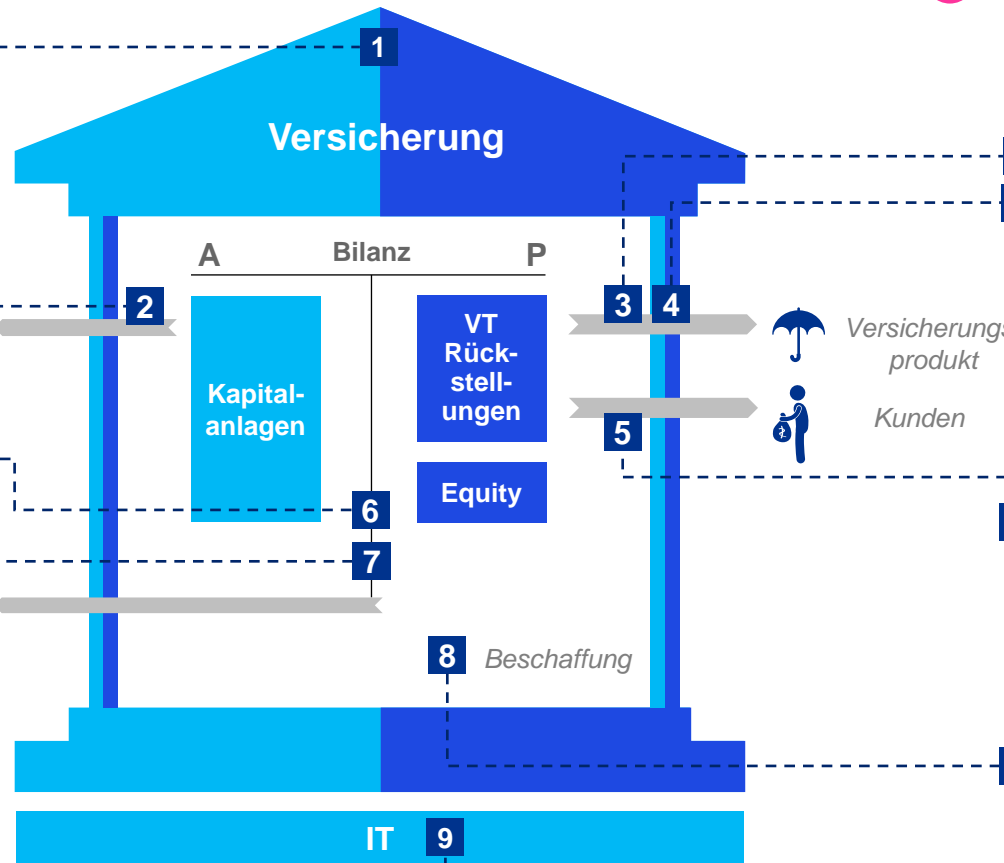 1
Versicherung
A
Bilanz
P
2
3
4
Kapital-
anlagen
VT
Rück-
stell-
ungen
Equity
Versicherungs
produkt
Kunden
5
6
7
8
Beschaffung
IT
9